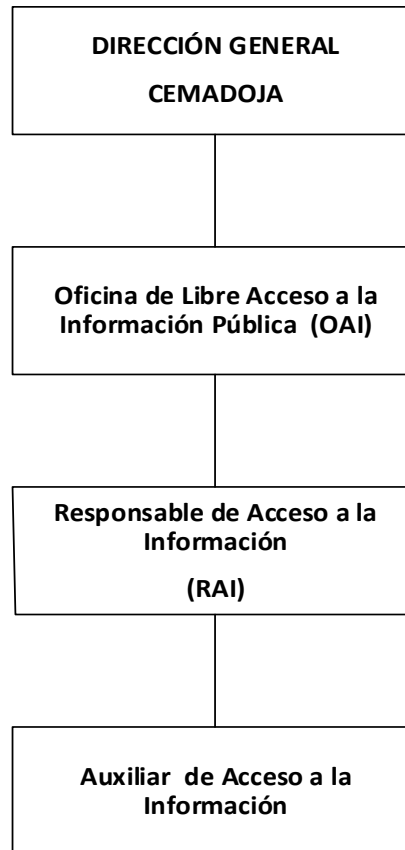 DIRECCIÓN GENERAL
CEMADOJA
Oficina de Libre Acceso a la
Información Pública (OAI)
Responsable de Acceso a la
Información
(RAI)
Auxiliar de Acceso a la
Información